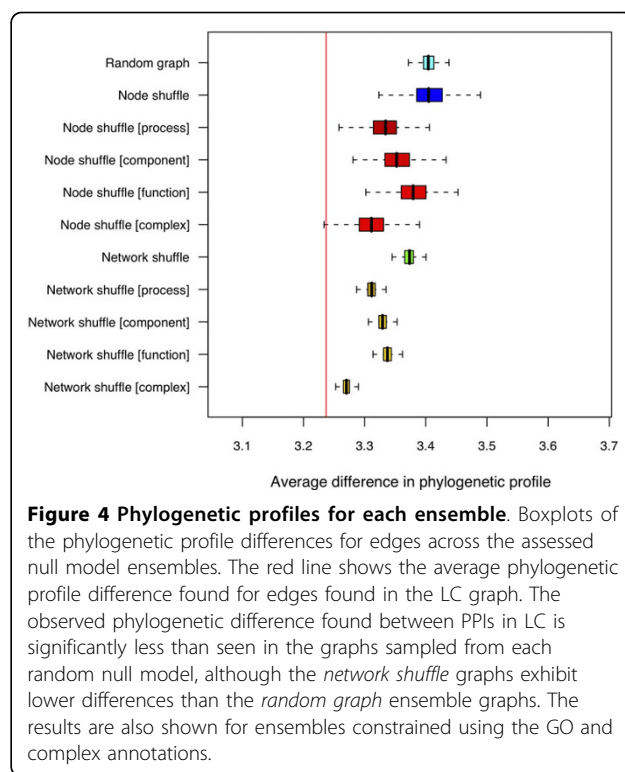 Random graph
Node shuffle
Node shuffle [process]
Node shuffle [component]
Node shuffle [function]
Node shuffle [complex]
Network shuffle
Network shuffle [process]
Network shuffle [component]
Network shuffle [function]
Network shuffle [complex]
3.1 3.2 3.3 3.4 3.5 3.6 3.7
Average difference in phylogenetic profile
Figure 4 Phylogenetic profiles for each ensemble. Boxplots of
the phylogenetic profile differences for edges across the assessed
null model ensembles. The red line shows the average phylogenetic
profile difference found for edges found in the LC graph. The
observed phylogenetic difference found between PPIs in LC is
significantly less than seen in the graphs sampled from each
random null model, although the network shuffle graphs exhibit
lower differences than the random graph ensemble graphs. The
results are also shown for ensembles constrained using the GO and
complex annotations.